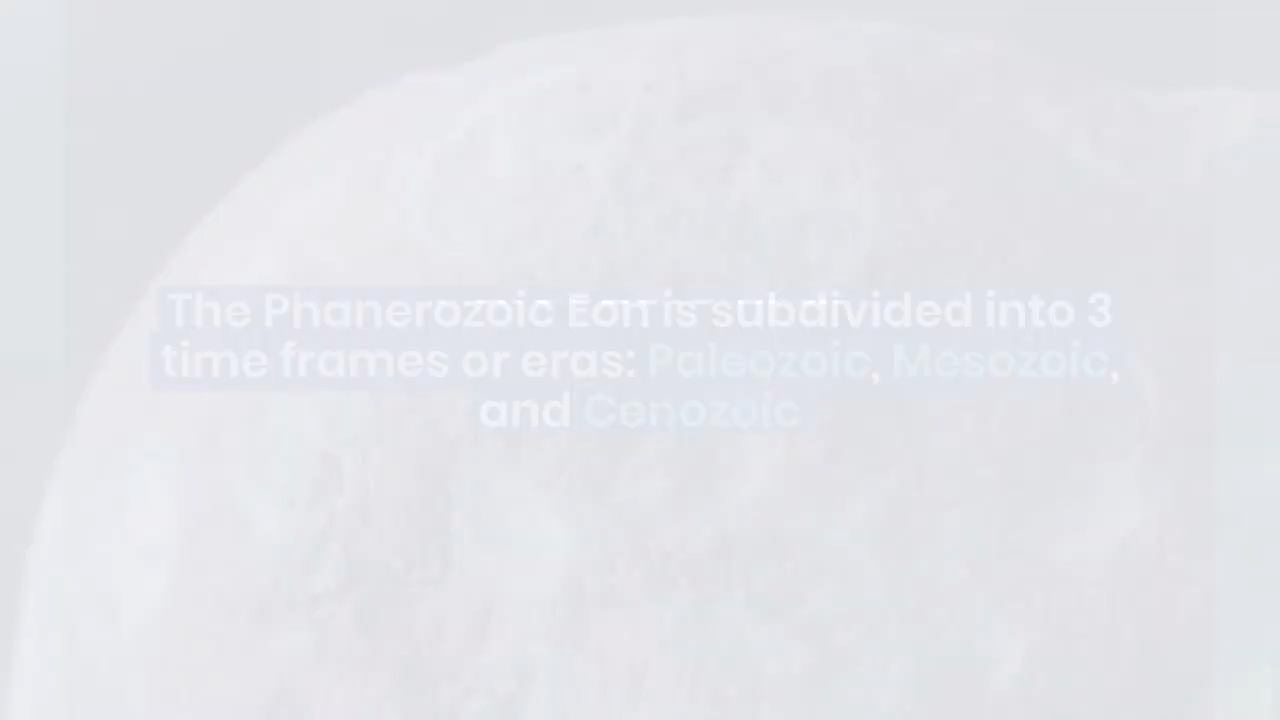 The Phanerozoic Eon is subdivided into 3
time frames or eras: Paleozoic, Mesozoic,
and Cenozoic